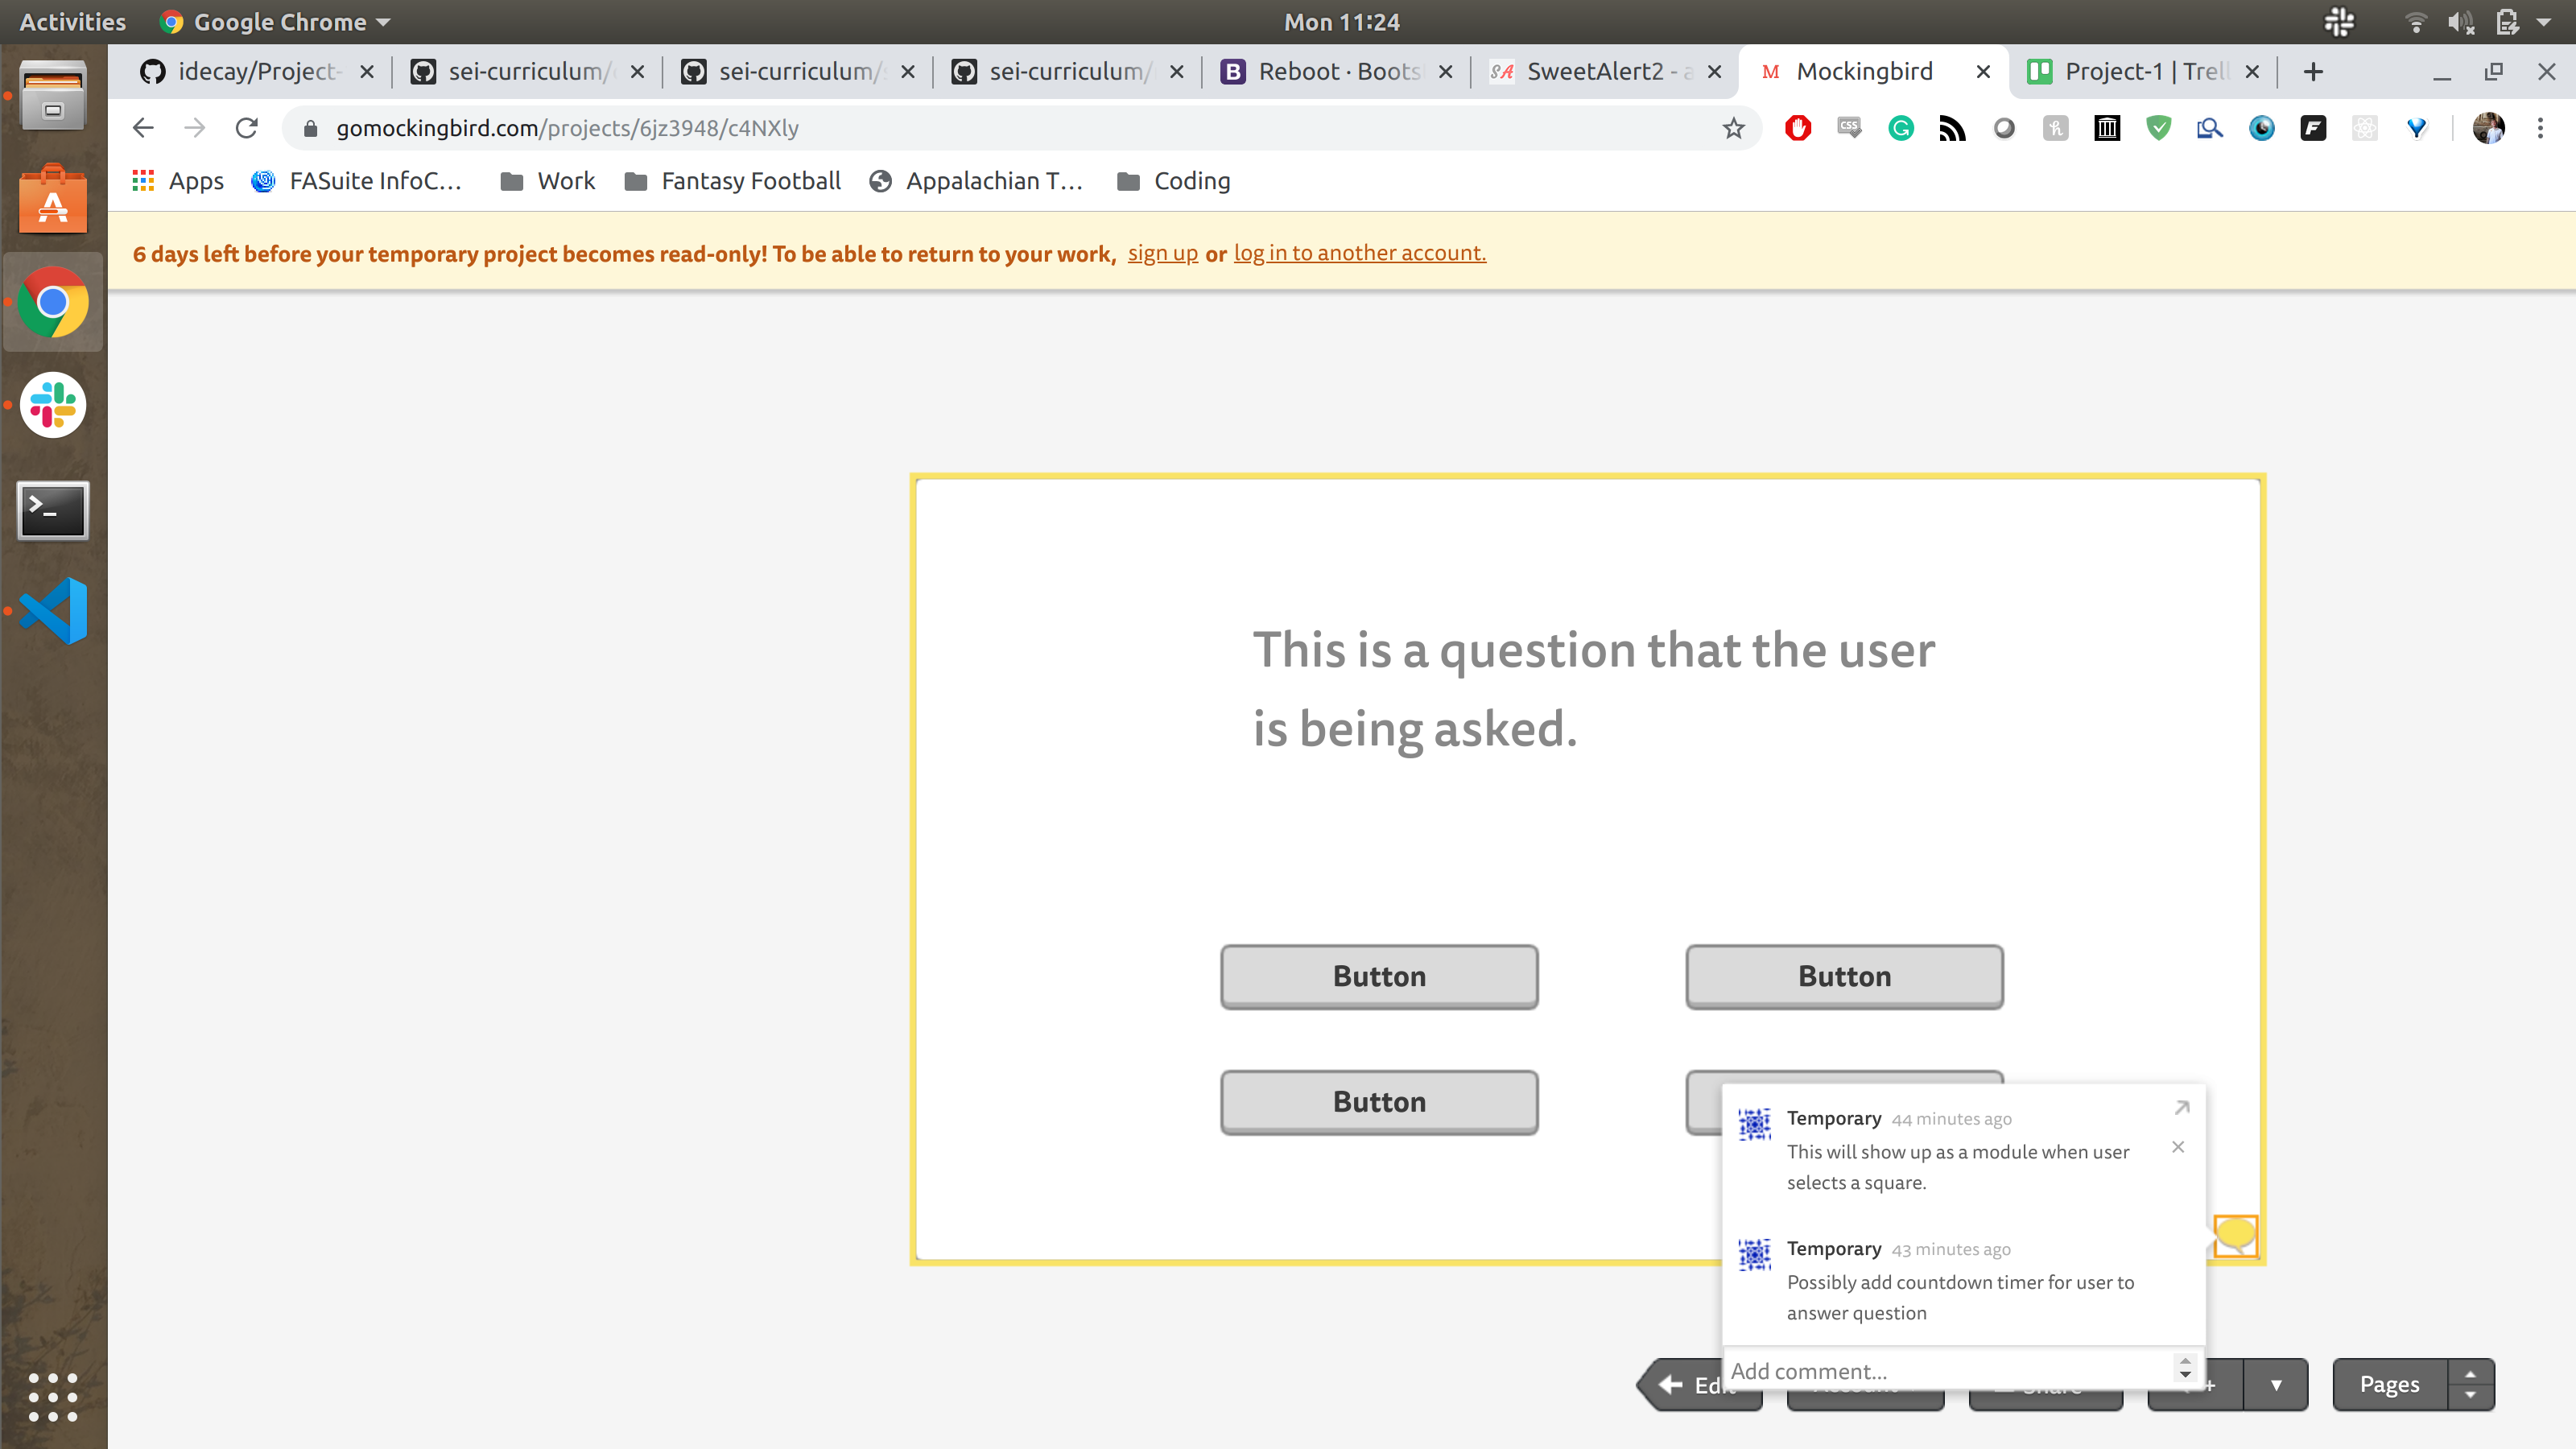 Activities
Google Chrome
Mon 11:24
idecay/Project-
sei-curriculum/
sei-curriculum/
sei-curriculum/
Reboot · Boots
SweetAlert2 - a
Mockingbird
Project-1 | Trell
gomockingbird.com/projects/6jz3948/c4NXly
Apps
FASuite InfoC...
Work
Fantasy Football
Appalachian T...
Coding
6 days left before your temporary project becomes read-only! To be able to return to your work, sign up or log in to another account.
This is a question that the user
is being asked.
Button
Button
Button
Temporary 44 minutes ago
This will show up as a module when user
selects a square.
Temporary 43 minutes ago
Possibly add countdown timer for user to
answer question
Add comment...
Pages